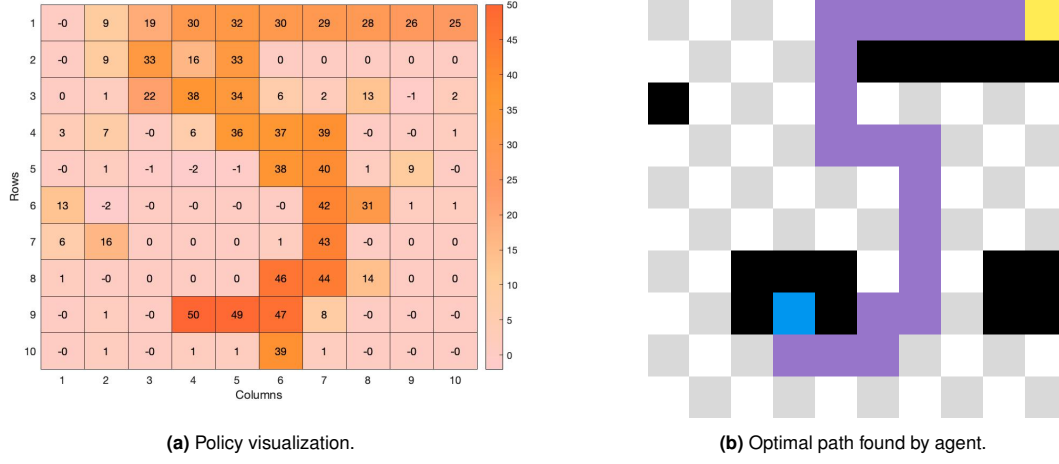 50
1 -0 9 19 30 32 30 29 28 26 25
45
2 -0 9 33 16 33 0 0 0 0 0
40
3 0 1 22 38 34 6 2 13 -1 2
35
4 3 7 -0 6 36 37 39 -0 -0 1
30
5 -0 1 -1 -2 -1 38 40 1 9 -0
25
Rows
6 13 -2 -0 -0 -0 -0 42 31 1 1
20
7 6 16 0 0 0 1 43 -0 0 0
15
8 1 -0 0 0 0 46 44 14 0 0
10
9 -0 1 -0 50 49 47 8 -0 -0 -0
5
10 -0 1 -0 1 1 39 1 -0 -0 -0
0
1 2 3 4 5 6 7 8 9 10
Columns
(a) Policy visualization.
(b) Optimal path found by agent.